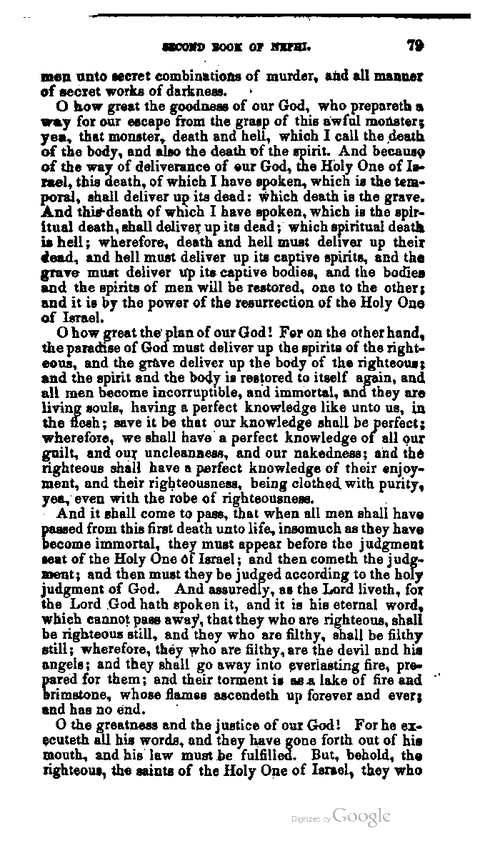 SECOND BOOK OF NEPHI. 79
men unto secret combinations of murder, and all manner
of secret works of darkness.
O how great the goodness of our God, who prepareth a
way for our escape from the grasp of this awful monster;
yea, that monster, death and hell, which I call the death
of the body, and also the death of the spirit. And because
of the way of deliverance of our God, the Holy One of Is-
rael, this death, of which I have spoken, which is the tem-
poral, shall deliver up its dead: which death is the grave.
And this death of which I have spoken, which is the spir-
itual death, shall deliver up its dead; which spiritual death
is hell; wherefore, death and hell must deliver up their
dead, and hell must deliver up its captive spirits, and the
grave must deliver up its captive bodies, and the bodies
and the spirits of men will be restored, one to the other;
and it is by the power of the resurrection of the Holy One
of Israel.
O how great the plan of our God! For on the other hand,
the paradise of God must deliver up the spirits of the right-
eous, and the grave deliver up the body of the righteous;
and the spirit and the body is restored to itself again, and
all men become incorruptible, and immortal, and they are
living souls, having a perfect knowledge like unto us, in
the flesh; save it be that our knowledge shall be perfect;
wherefore, we shall have a perfect knowledge of all our
guilt, and our uncleanness, and our nakedness; and the
righteous shall have a perfect knowledge of their enjoy-
ment, and their righteousness, being clothed with purity,
yea, even with the robe of righteousness.
And it shall come to pass, that when all men shall have
passed from this first death unto life, insomuch as they have
become immortal, they must appear before the judgment
seat of the Holy One of Israel; and then cometh the judg-
ment; and then must they be judged according to the holy
judgment of God. And assuredly, as the Lord liveth, for
the Lord God hath spoken it, and it is his eternal word,
which cannot pass away, that they who are righteous, shall
be righteous still, and they who are filthy, shall be filthy
still; wherefore, they who are filthy, are the devil and his
angels; and they shall go away into everlasting fire, pre-
pared for them; and their torment is as a lake of fire and
brimstone, whose flames ascendeth up forever and ever;
and has no end.
O the greatness and the justice of our God! For he ex-
ecuteth all his words, and they have gone forth out of his
mouth, and his law must be fulfilled. But, behold, the
righteous, the saints of the Holy One of Israel, they who
Digitized by Google